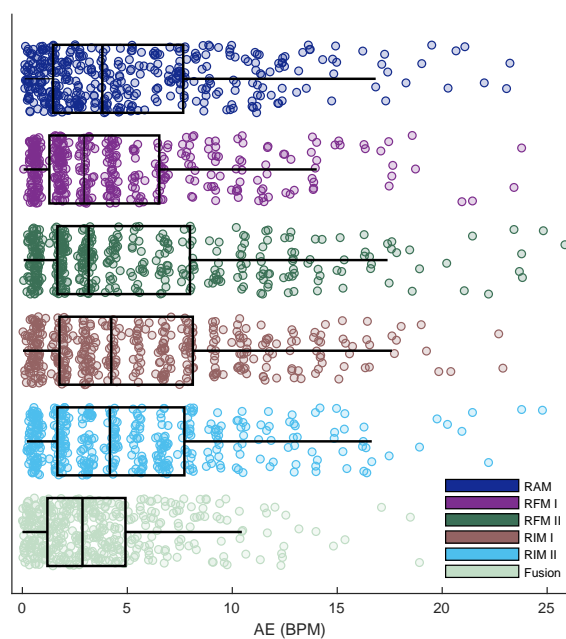 RAM
RFM I
RFM II
RIM I
RIM II
Fusion
0 5 10 15 20 25
AE (BPM)